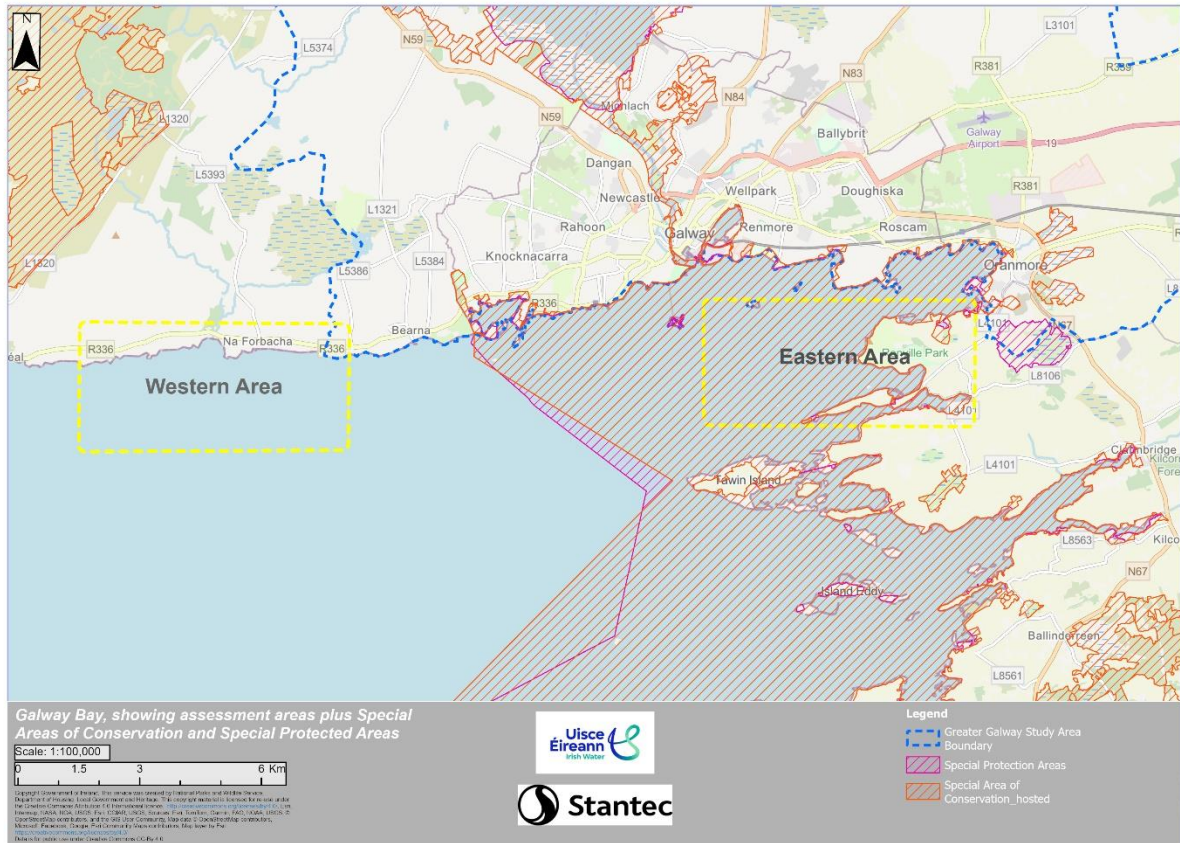 N
L5374
N59
L3101
R381
R339
N83
N84
L1320
Minhlach
N59
Ballybrit
Galway
Airport
19
Dangan
L5393
L1321
Newcastle
Wellpark
Doughiska
R381
Rahoon
Galway
Renmore
Roscam
L1320
L5386
L5384
Knocknacarra
Oranmore
R336
Bearna
L4101
N67
R336
Na Forbacha
R336
Eastern Area
Western Area
L8106
L4101
Clarinbridge
L4101
Tawin Island
L8563
N67
Island Eddy
Ballinderreen
L8561
Galway Bay, showing assessment areas plus Special
Areas of Conservation and Special Protected Areas
Scale: 1:100,000
0 1.5 3 6 Km
Uisce
Éireann
Irish Water
Stantec
Legend
Greater Galway Study Area
Boundary
Special Protection Areas
Special Area of
Conservation_hosted